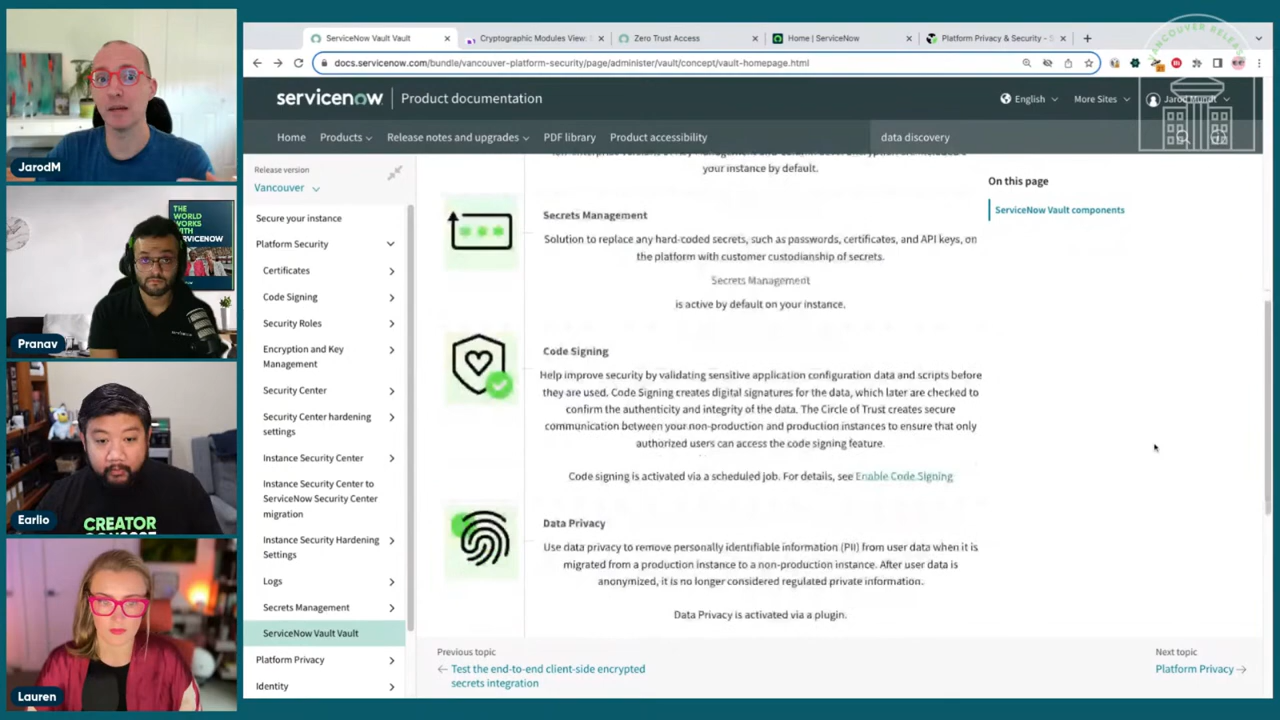 JarodM
THE
WORLD
WORKS
WITH
SERVICENOW
Pranav
CREATOR
Earlio
Lauren
ServiceNow Vault Vault
Cryptographic Modules View:
Zero Trust Access
Home | ServiceNow
Platform Privacy & Security - S
docs.servicenow.com/bundle/vancouver-platform-security/page/administer/vault/concept/vault-homepage.html
VANCOUVER RELEASE
servicenow
Product documentation
English
More Sites
Jarod Mundt
Home
Products
Release notes and upgrades
PDF library
Product accessibility
data discovery
Release version
Vancouver
Secure your instance
Platform Security
Certificates
Code Signing
Security Roles
Encryption and Key
Management
Security Center
Security Center hardening
settings
Instance Security Center
Instance Security Center to
ServiceNow Security Center
migration
Instance Security Hardening
Settings
Logs
Secrets Management
ServiceNow Vault Vault
Platform Privacy
Identity
your instance by default.
Secrets Management
Solution to replace any hard-coded secrets, such as passwords, certificates, and API keys, on
the platform with customer custodianship of secrets.
Secrets Management
is active by default on your instance.
Code Signing
Help improve security by validating sensitive application configuration data and scripts before
they are used. Code Signing creates digital signatures for the data, which later are checked to
confirm the authenticity and integrity of the data. The Circle of Trust creates secure
communication between your non-production and production instances to ensure that only
authorized users can access the code signing feature.
Code signing is activated via a scheduled job. For details, see Enable Code Signing
Data Privacy
Use data privacy to remove personally identifiable information (PII) from user data when it is
migrated from a production instance to a non-production instance. After user data is
anonymized, it is no longer considered regulated private information.
Data Privacy is activated via a plugin.
On this page
ServiceNow Vault components
Previous topic
Test the end-to-end client-side encrypted
secrets integration
Next topic
Platform Privacy